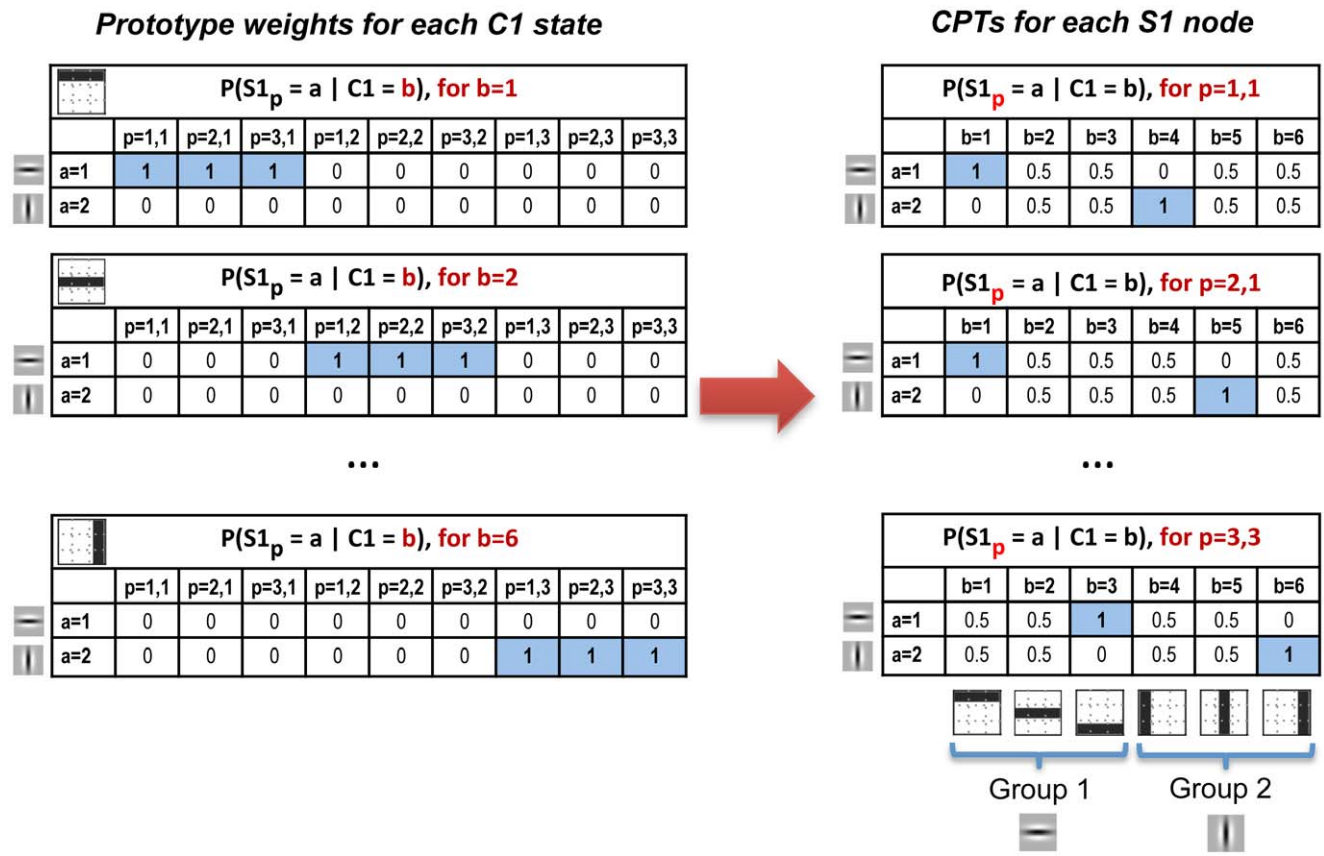 Prototype weights for each C1 state
P(S1p = a | C1 = b), for b=1
p=1,1 p=2,1 p=3,1 p=1,2 p=2,2 p=3,2 p=1,3 p=2,3 p=3,3
a=1 1 1 1 0 0 0 0 0 0
a=2 0 0 0 0 0 0 0 0 0
P(S1p = a | C1 = b), for b=2
p=1,1 p=2,1 p=3,1 p=1,2 p=2,2 p=3,2 p=1,3 p=2,3 p=3,3
a=1 0 0 0 1 1 1 0 0 0
a=2 0 0 0 0 0 0 0 0 0
...
P(S1p = a | C1 = b), for b=6
p=1,1 p=2,1 p=3,1 p=1,2 p=2,2 p=3,2 p=1,3 p=2,3 p=3,3
a=1 0 0 0 0 0 0 0 0 0
a=2 0 0 0 0 0 0 1 1 1
CPTs for each S1 node
P(S1p = a | C1 = b), for p=1,1
b=1 b=2 b=3 b=4 b=5 b=6
a=1 1 0.5 0.5 0 0.5 0.5
a=2 0 0.5 0.5 1 0.5 0.5
P(S1p = a | C1 = b), for p=2,1
b=1 b=2 b=3 b=4 b=5 b=6
a=1 1 0.5 0.5 0.5 0 0.5
a=2 0 0.5 0.5 0.5 1 0.5
...
P(S1p = a | C1 = b), for p=3,3
b=1 b=2 b=3 b=4 b=5 b=6
a=1 0.5 0.5 1 0.5 0.5 0
a=2 0.5 0.5 0 0.5 0.5 1
Group 1 Group 2